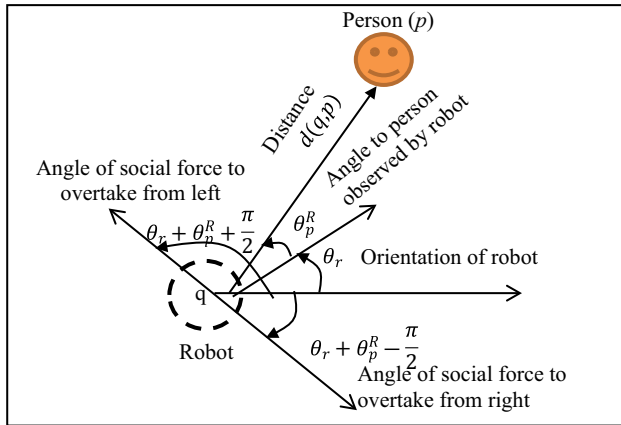 Person (p)
Distance
d(q,p)
Angle to person
observed by robot
Angle of social force to
overtake from left
θ_r + θ_p^R + π/2
θ_p^R
θ_r
Orientation of robot
q
Robot
θ_r + θ_p^R − π/2
Angle of social force to
overtake from right